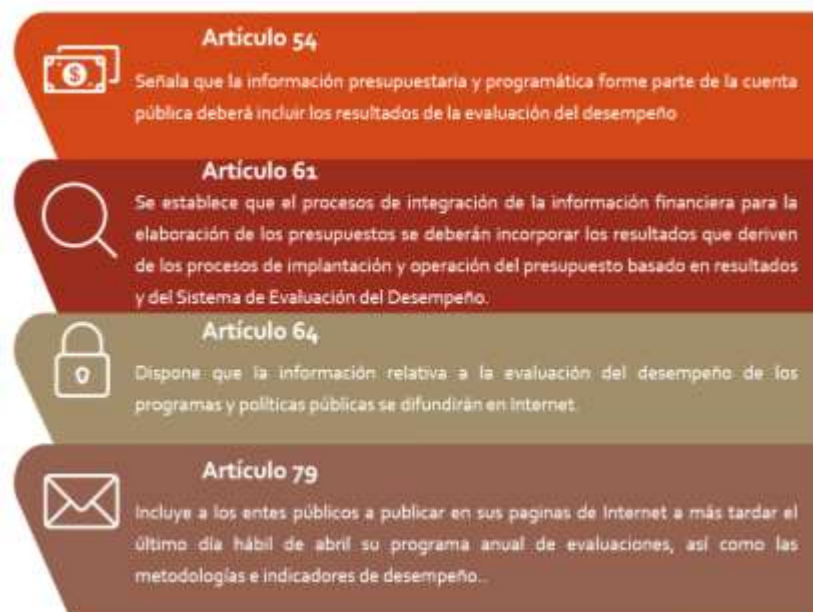 Artículo 54
Señala que la información presupuestaria y programática forme parte de la cuenta
pública deberá incluir los resultados de la evaluación del desempeño
Artículo 61
Se establece que el procesos de integración de la información financiera para la
elaboración de los presupuestos se deberán incorporar los resultados que deriven
de los procesos de implantación y operación del presupuesto basado en resultados
y del Sistema de Evaluación del Desempeño.
Artículo 64
Dispone que la información relativa a la evaluación del desempeño de los
programas y políticas públicas se difundirán en Internet.
Artículo 79
Incluye a los entes públicos a publicar en sus paginas de Internet a más tardar el
último día hábil de abril su programa anual de evaluaciones, así como las
metodologías e indicadores de desempeño..